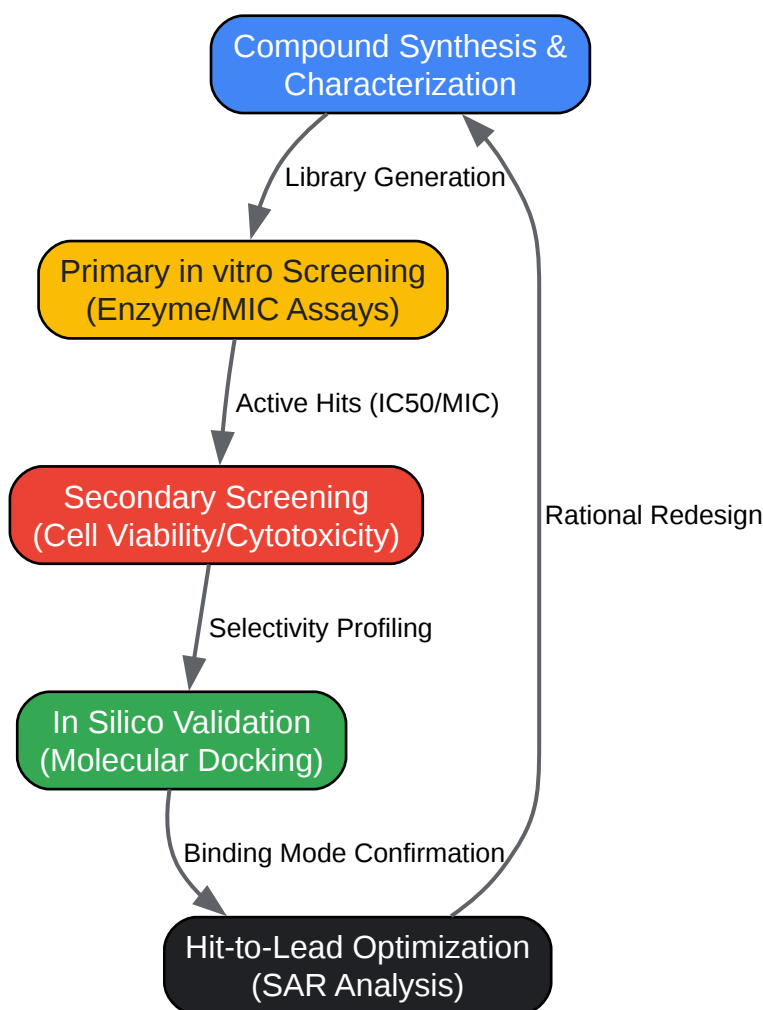 Compound Synthesis &
Characterization
Library Generation
Primary in vitro Screening
(Enzyme/MIC Assays)
Active Hits (IC50/MIC)
Secondary Screening
(Cell Viability/Cytotoxicity)
Rational Redesign
Selectivity Profiling
In Silico Validation
(Molecular Docking)
Binding Mode Confirmation
Hit-to-Lead Optimization
(SAR Analysis)